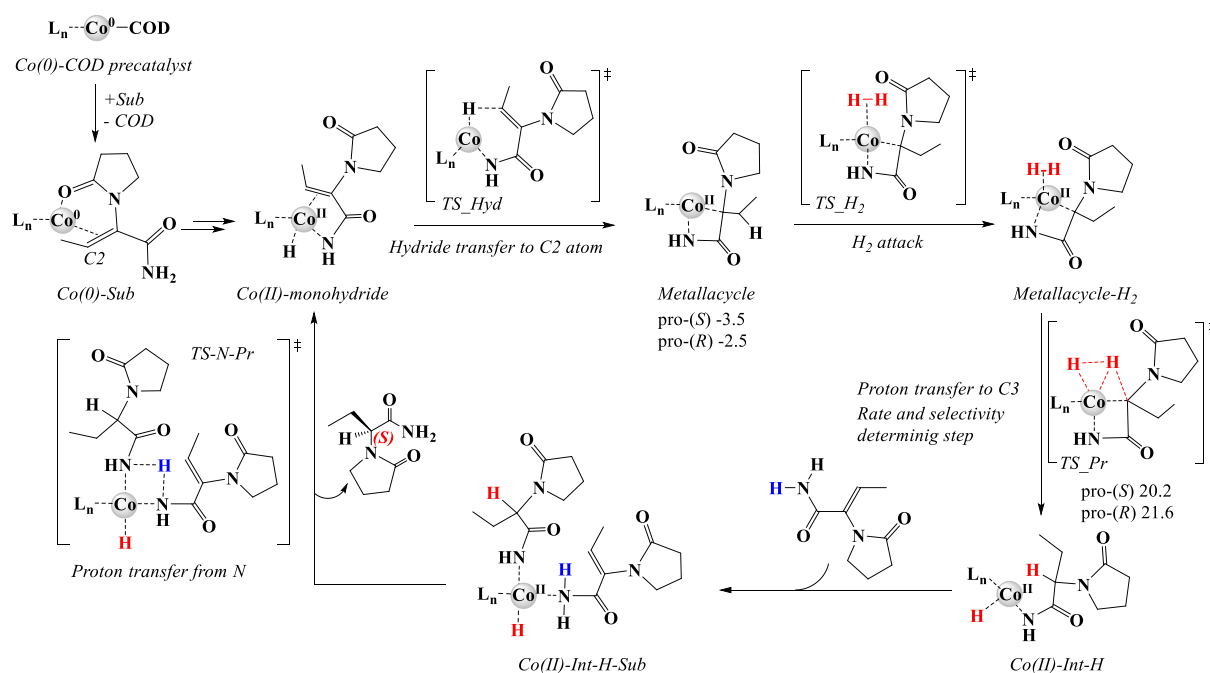 Ln Co0 COD
Co(0)-COD precatalyst
+Sub
- COD
O
O
N
Ln Co0
O
C2
NH2
Co(0)-Sub
O
N
Ln CoII
O
H
N
H
Co(II)-monohydride
‡
O
H
N
Co
Ln
N
O
H
TS_Hyd
Hydride transfer to C2 atom
O
N
Ln CoII
HN
H
O
Metallacycle
pro-(S) -3.5
pro-(R) -2.5
‡
O
H-H
N
Ln Co
HN
O
TS_H2
H2 attack
O
H-H
N
Ln CoII
HN
O
Metallacycle-H2
‡
O
H H
N
Ln Co
HN
O
TS_Pr
pro-(S) 20.2
pro-(R) 21.6
Proton transfer to C3
Rate and selectivity
determinig step
Ln
H
O
CoII
N
H
N
O
H
Co(II)-Int-H
H
H N
O
N
O
O
H
N
O
HN
H
O
N
Ln CoII N
O
H
H
Co(II)-Int-H-Sub
O
H
NH2
(S)
N
O
TS-N-Pr
‡
O
N
H
O
HN H
O
N
Ln Co N
H
O
H
Proton transfer from N